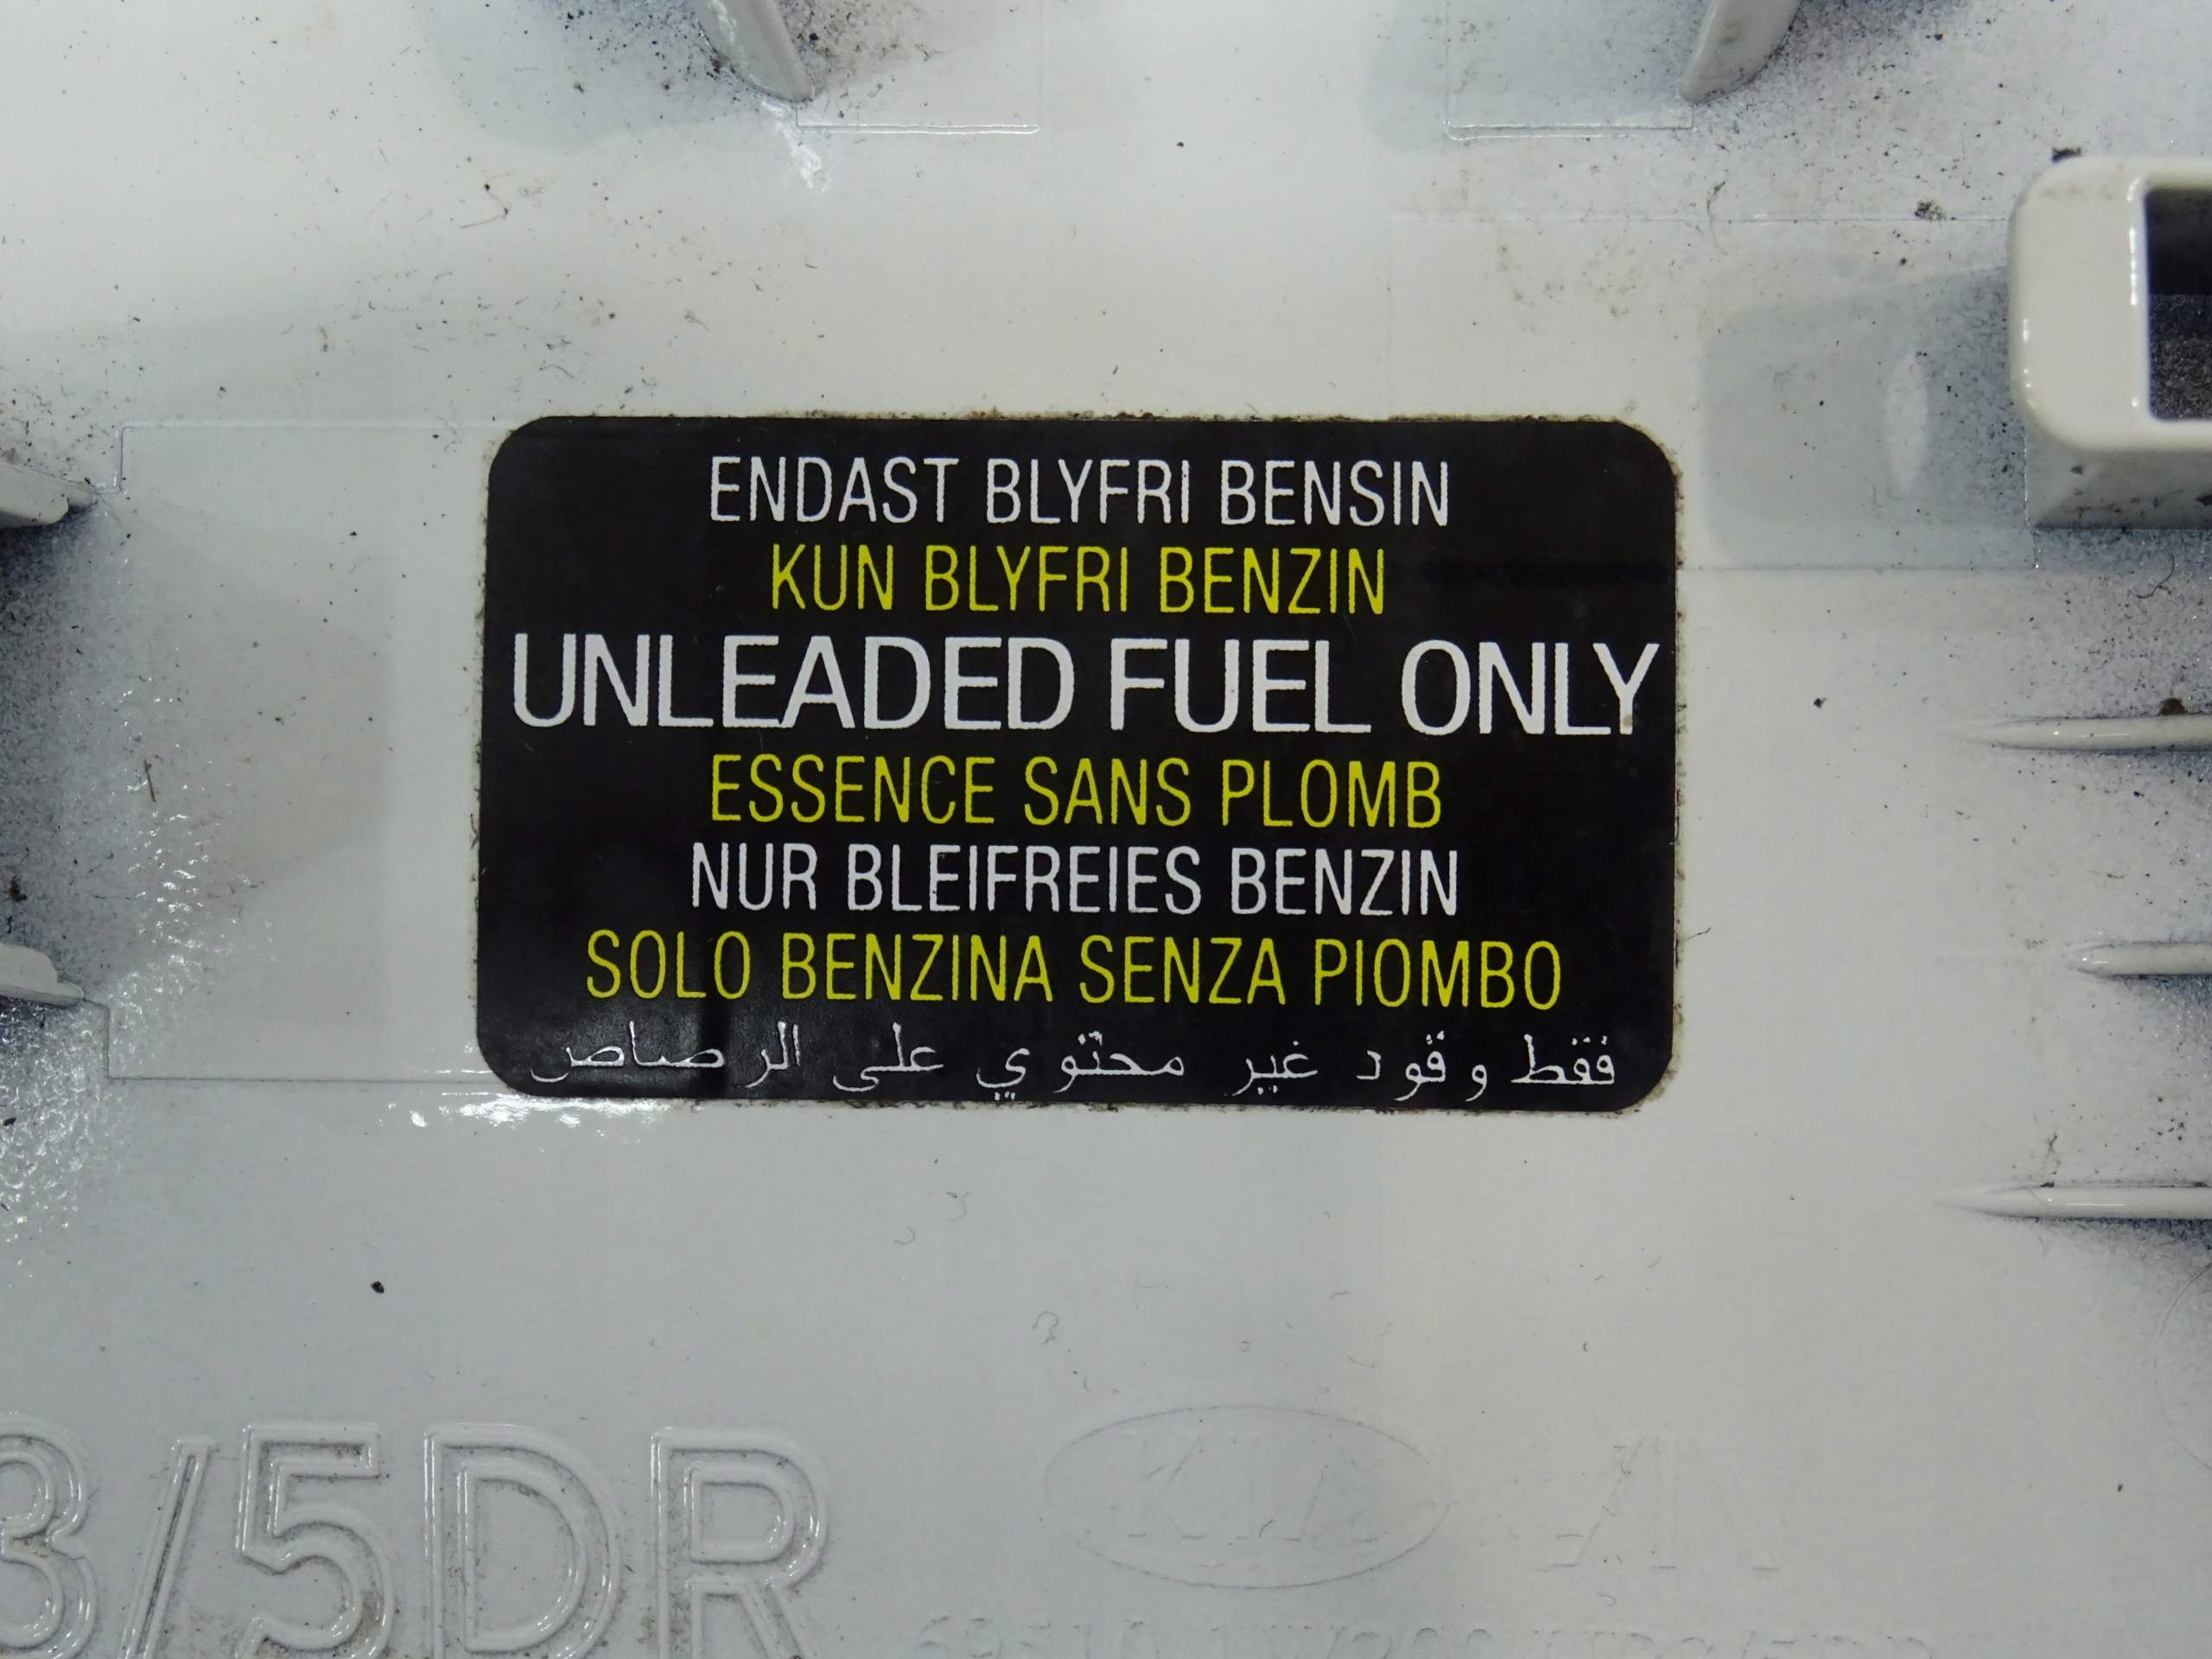 ENDAST BLYFRI BENSIN
KUN BLYFRI BENZIN
UNLEADED FUEL ONLY
ESSENCE SANS PLOMB
NUR BLEIFREIES BENZIN
SOLO BENZINA SENZA PIOMBO
فقط وقود غير محتوي على الرصاص
3/5DR
KIA